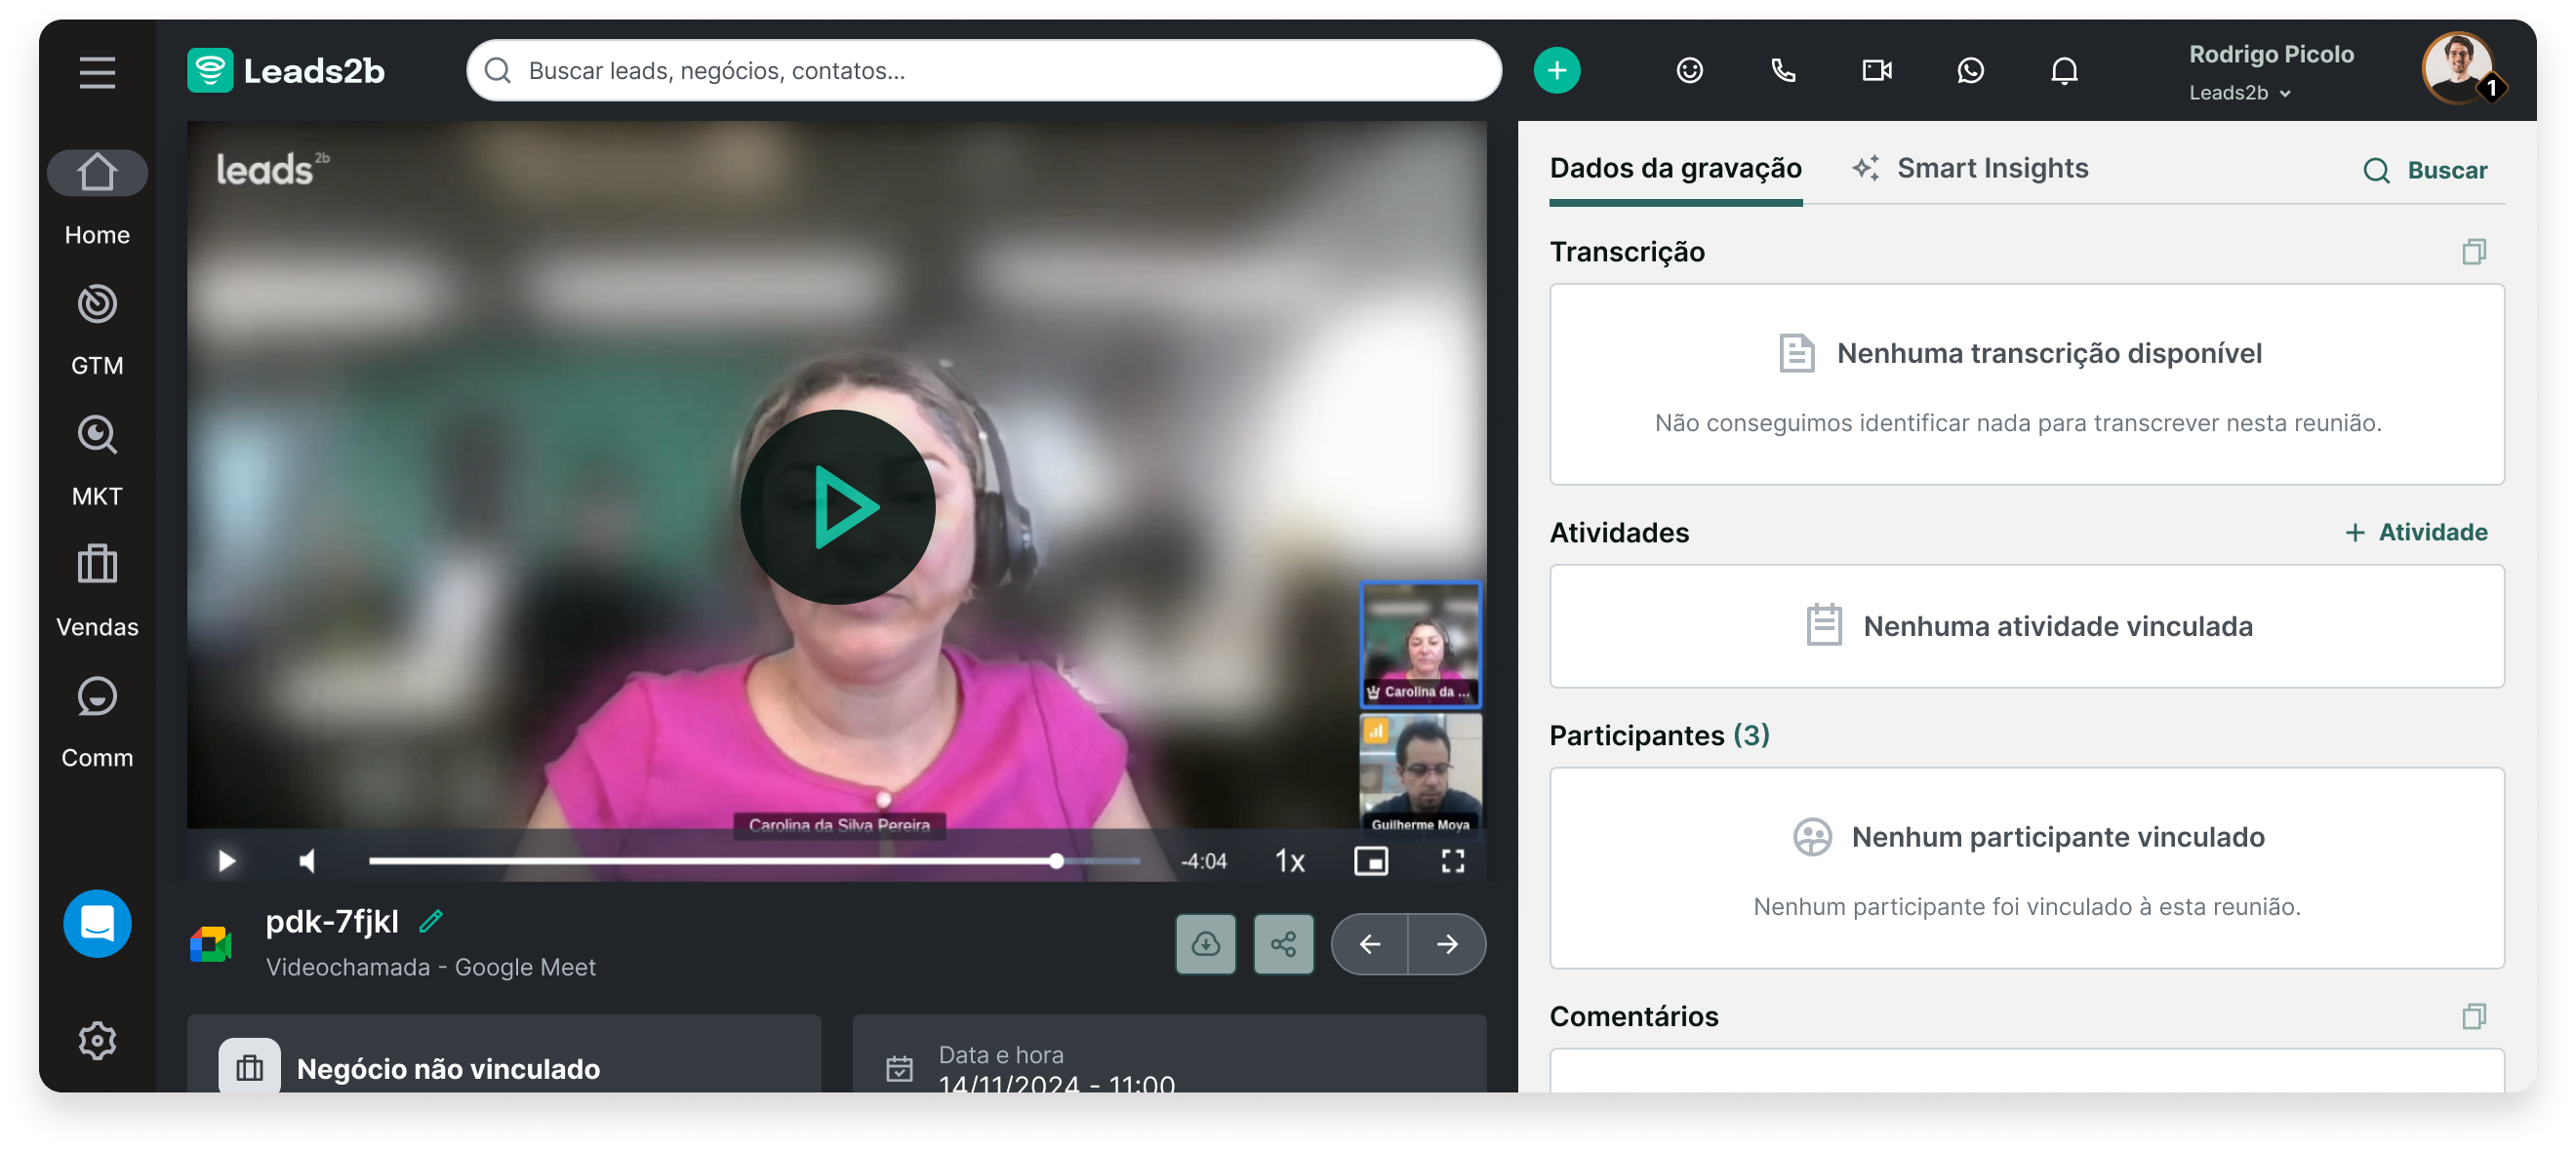 Leads2b
Buscar leads, negócios, contatos...
Rodrigo Picolo
Leads2b
1
Home
GTM
MKT
Vendas
Comm
leads2b
Carolina da ...
Guilherme Moya
Carolina da Silva Pereira
-4:04
1x
pdk-7fjkl
Videochamada - Google Meet
Negócio não vinculado
Data e hora
14/11/2024 - 11:00
Dados da gravação
Smart Insights
Buscar
Transcrição
Nenhuma transcrição disponível
Não conseguimos identificar nada para transcrever nesta reunião.
Atividades
+ Atividade
Nenhuma atividade vinculada
Participantes (3)
Nenhum participante vinculado
Nenhum participante foi vinculado à esta reunião.
Comentários